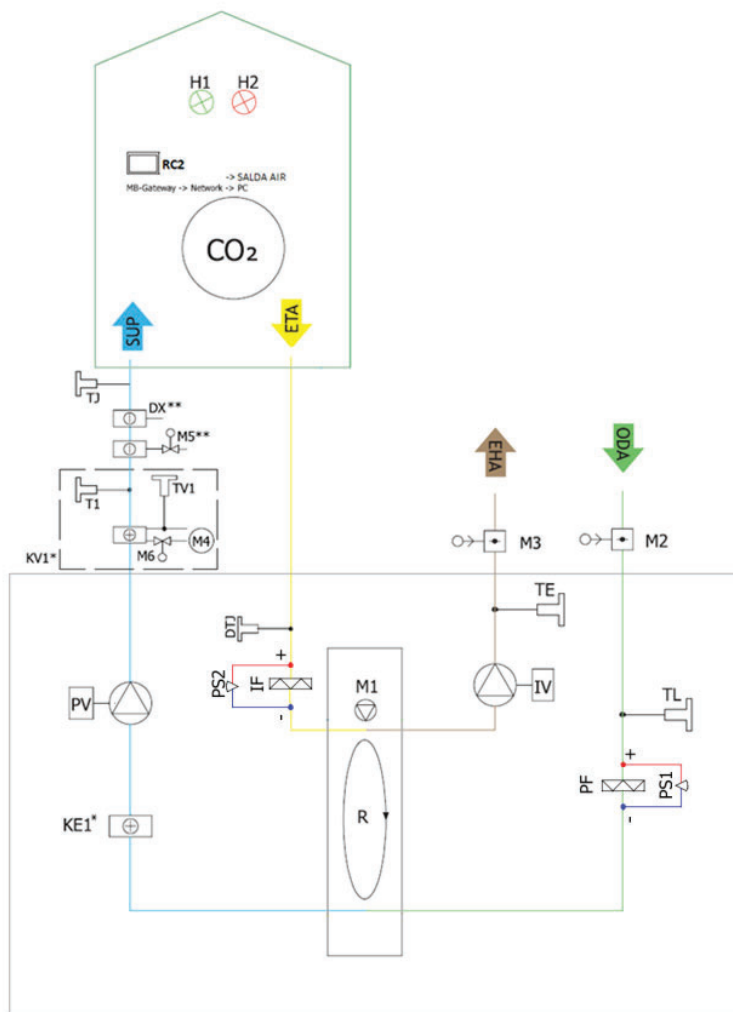 H1 H2
RC2
-> SALDA AIR
MB-Gateway -> Network -> PC
CO₂
SUP
ETA
TJ
DX**
M5**
EHA
ODA
T1
TV1
M4
M6
KV1*
M3
M2
TE
DTJ
+
PS2
IF
-
M1
PV
IV
TL
+
PF
PS1
-
KE1*
R